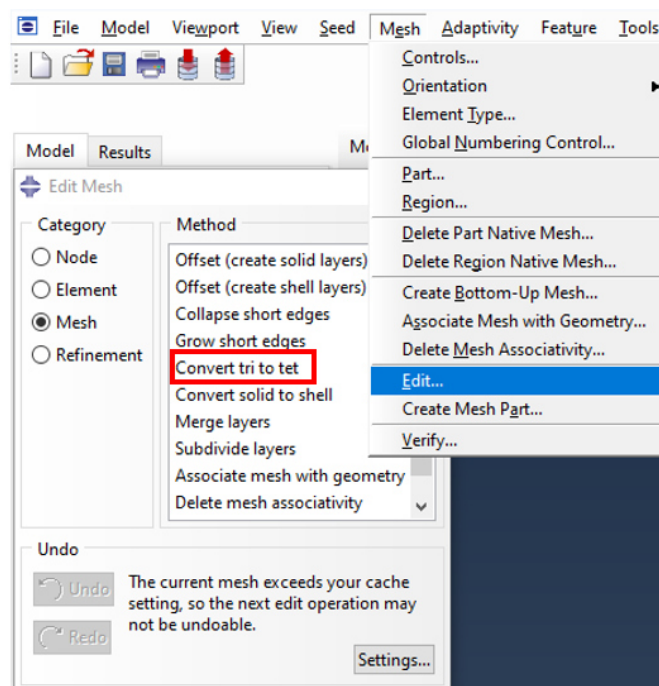 File Model Viewport View Seed Mesh Adaptivity Feature Tools
Controls...
Orientation
Element Type...
Global Numbering Control...
Part...
Region...
Delete Part Native Mesh...
Delete Region Native Mesh...
Create Bottom-Up Mesh...
Associate Mesh with Geometry...
Delete Mesh Associativity...
Edit...
Create Mesh Part...
Verify...
Model Results
Edit Mesh
Category
Node
Element
Mesh
Refinement
Method
Offset (create solid layers)
Offset (create shell layers)
Collapse short edges
Grow short edges
Convert tri to tet
Convert solid to shell
Merge layers
Subdivide layers
Associate mesh with geometry
Delete mesh associativity
Undo
Undo
Redo
The current mesh exceeds your cache
setting, so the next edit operation may
not be undoable.
Settings...